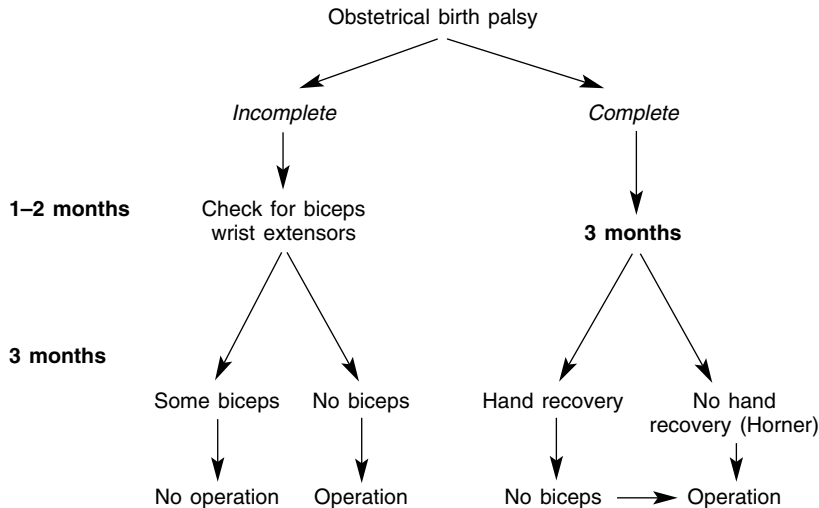 Obstetrical birth palsy
Incomplete
Complete
1–2 months
Check for biceps
wrist extensors
3 months
3 months
Some biceps
No biceps
Hand recovery
No hand
recovery (Horner)
No operation
Operation
No biceps
Operation